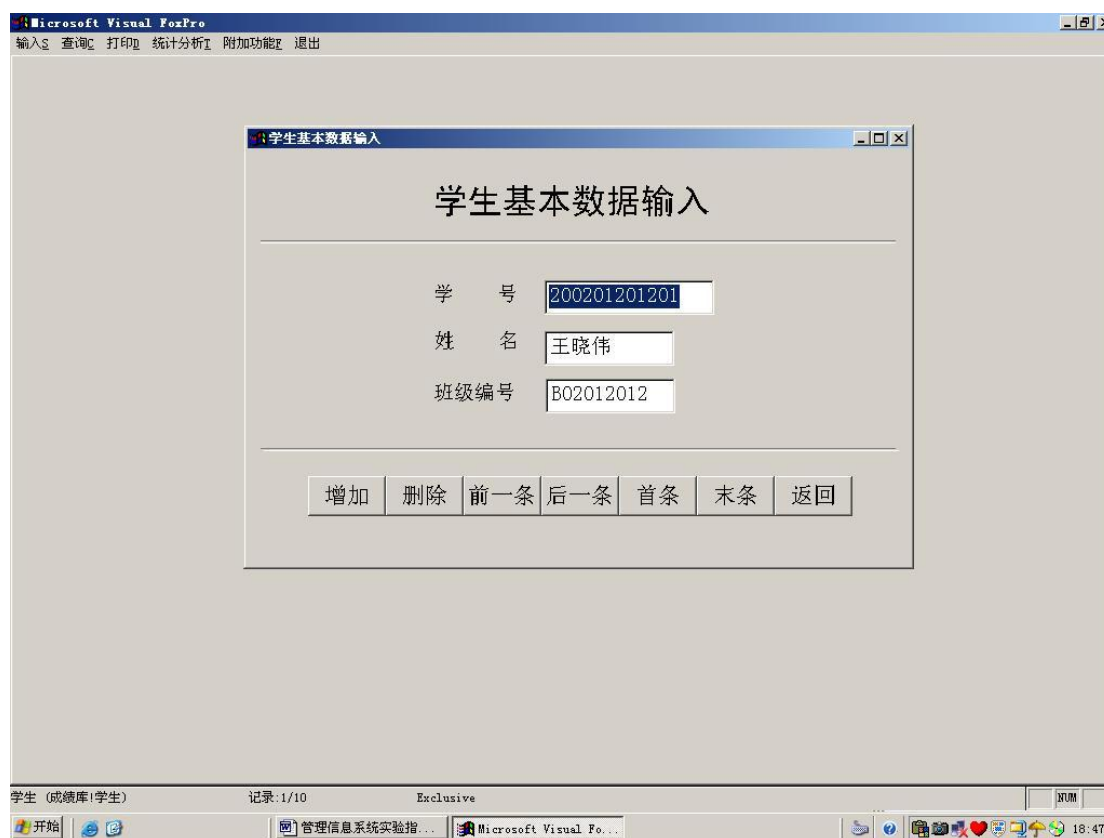 Microsoft Visual FoxPro
输入S 查询C 打印D 统计分析T 附加功能F 退出
学生基本数据输入
学生基本数据输入
学 号 200201201201
姓 名 王晓伟
班级编号 B02012012
增加 删除 前一条 后一条 首条 末条 返回
学生 (成绩库!学生) 记录:1/10 Exclusive NUM
开始 管理信息系统实验指... Microsoft Visual Fo... 18:47